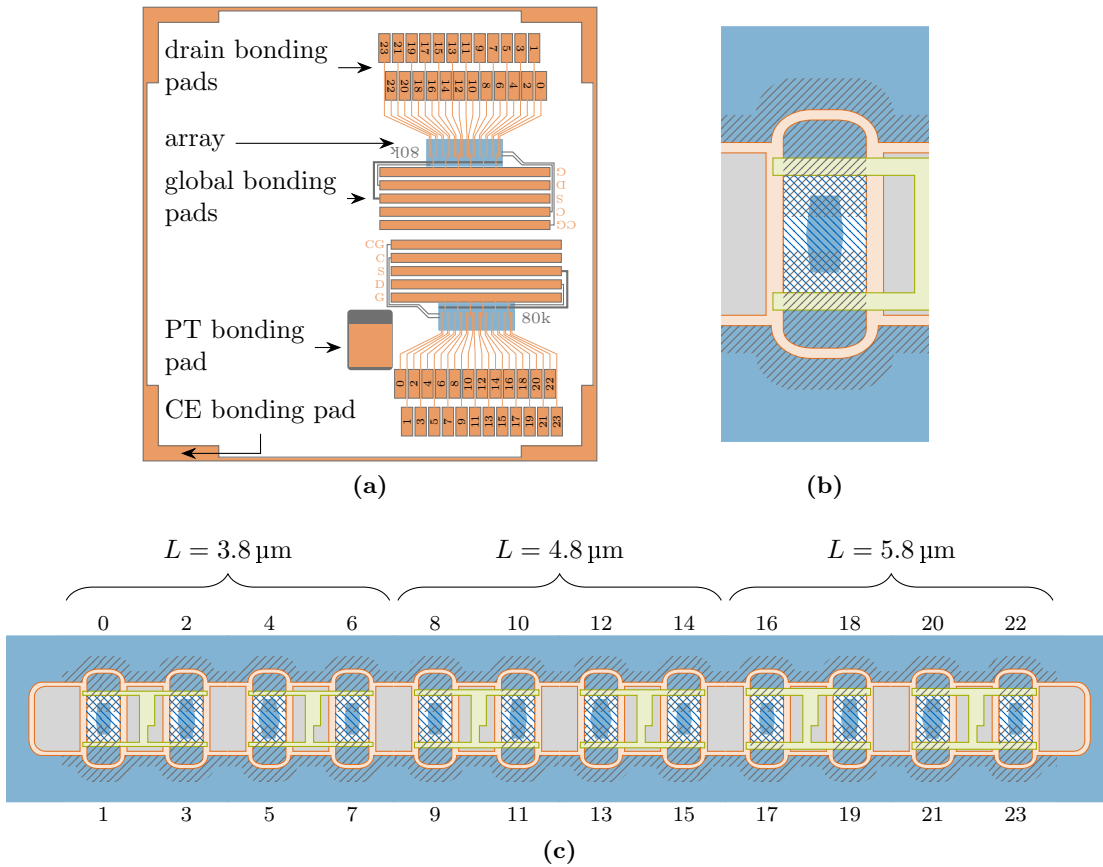 drain bonding
pads
array
global bonding
pads
PT bonding
pad
CE bonding pad
23 21 19 17 15 13 11 9 7 5 3 1
22 20 18 16 14 12 10 8 6 4 2 0
80k
G
D
S
C
CG
CG
C
S
D
G
80k
0 2 4 6 8 10 12 14 16 18 20 22
1 3 5 7 9 11 13 15 17 19 21 23
(a)
(b)
L = 3.8 µm
L = 4.8 µm
L = 5.8 µm
0 2 4 6 8 10 12 14 16 18 20 22
1 3 5 7 9 11 13 15 17 19 21 23
(c)